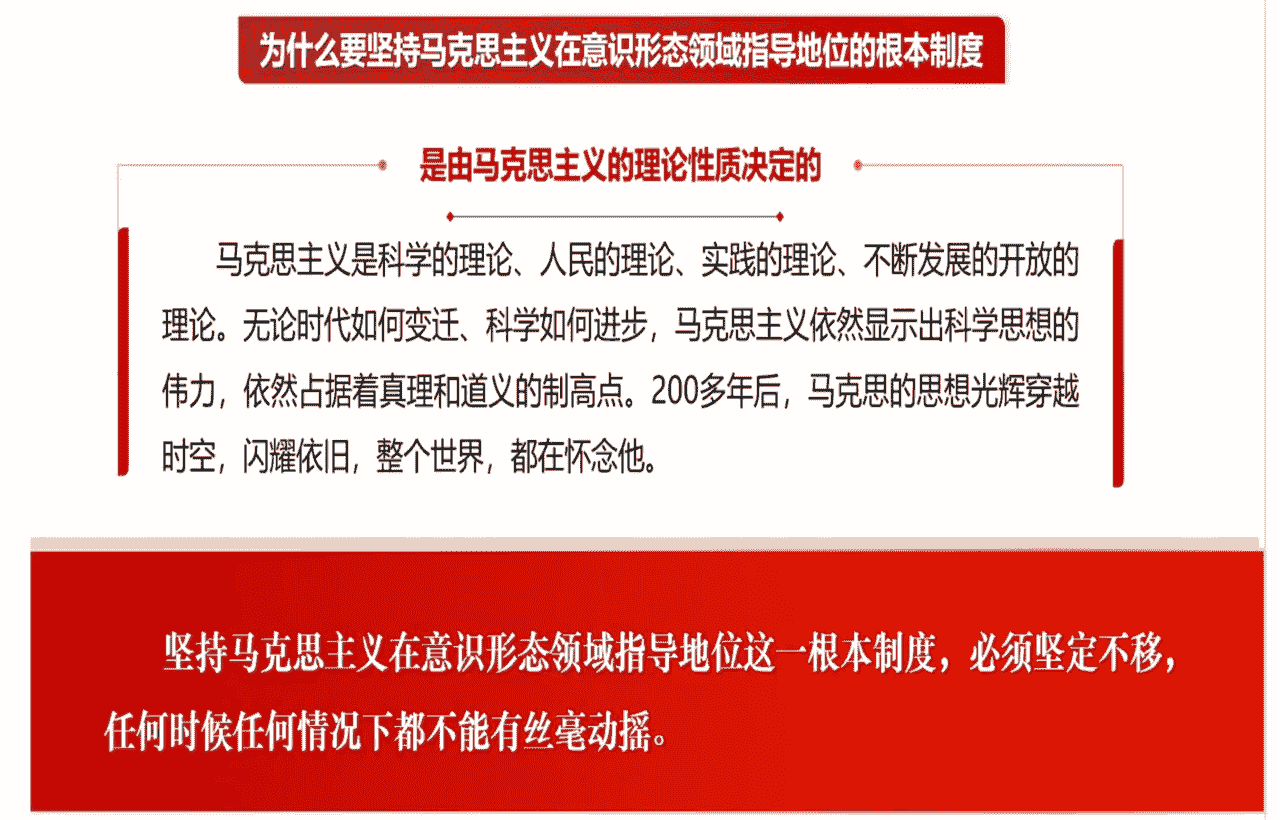 为什么要坚持马克思主义在意识形态领域指导地位的根本制度
是由马克思主义的理论性质决定的
马克思主义是科学的理论、人民的理论、实践的理论、不断发展的开放的
理论。无论时代如何变迁、科学如何进步，马克思主义依然显示出科学思想的
伟力，依然占据着真理和道义的制高点。200多年后，马克思的思想光辉穿越
时空，闪耀依旧，整个世界，都在怀念他。
坚持马克思主义在意识形态领域指导地位这一根本制度，必须坚定不移，
任何时候任何情况下都不能有丝毫动摇。